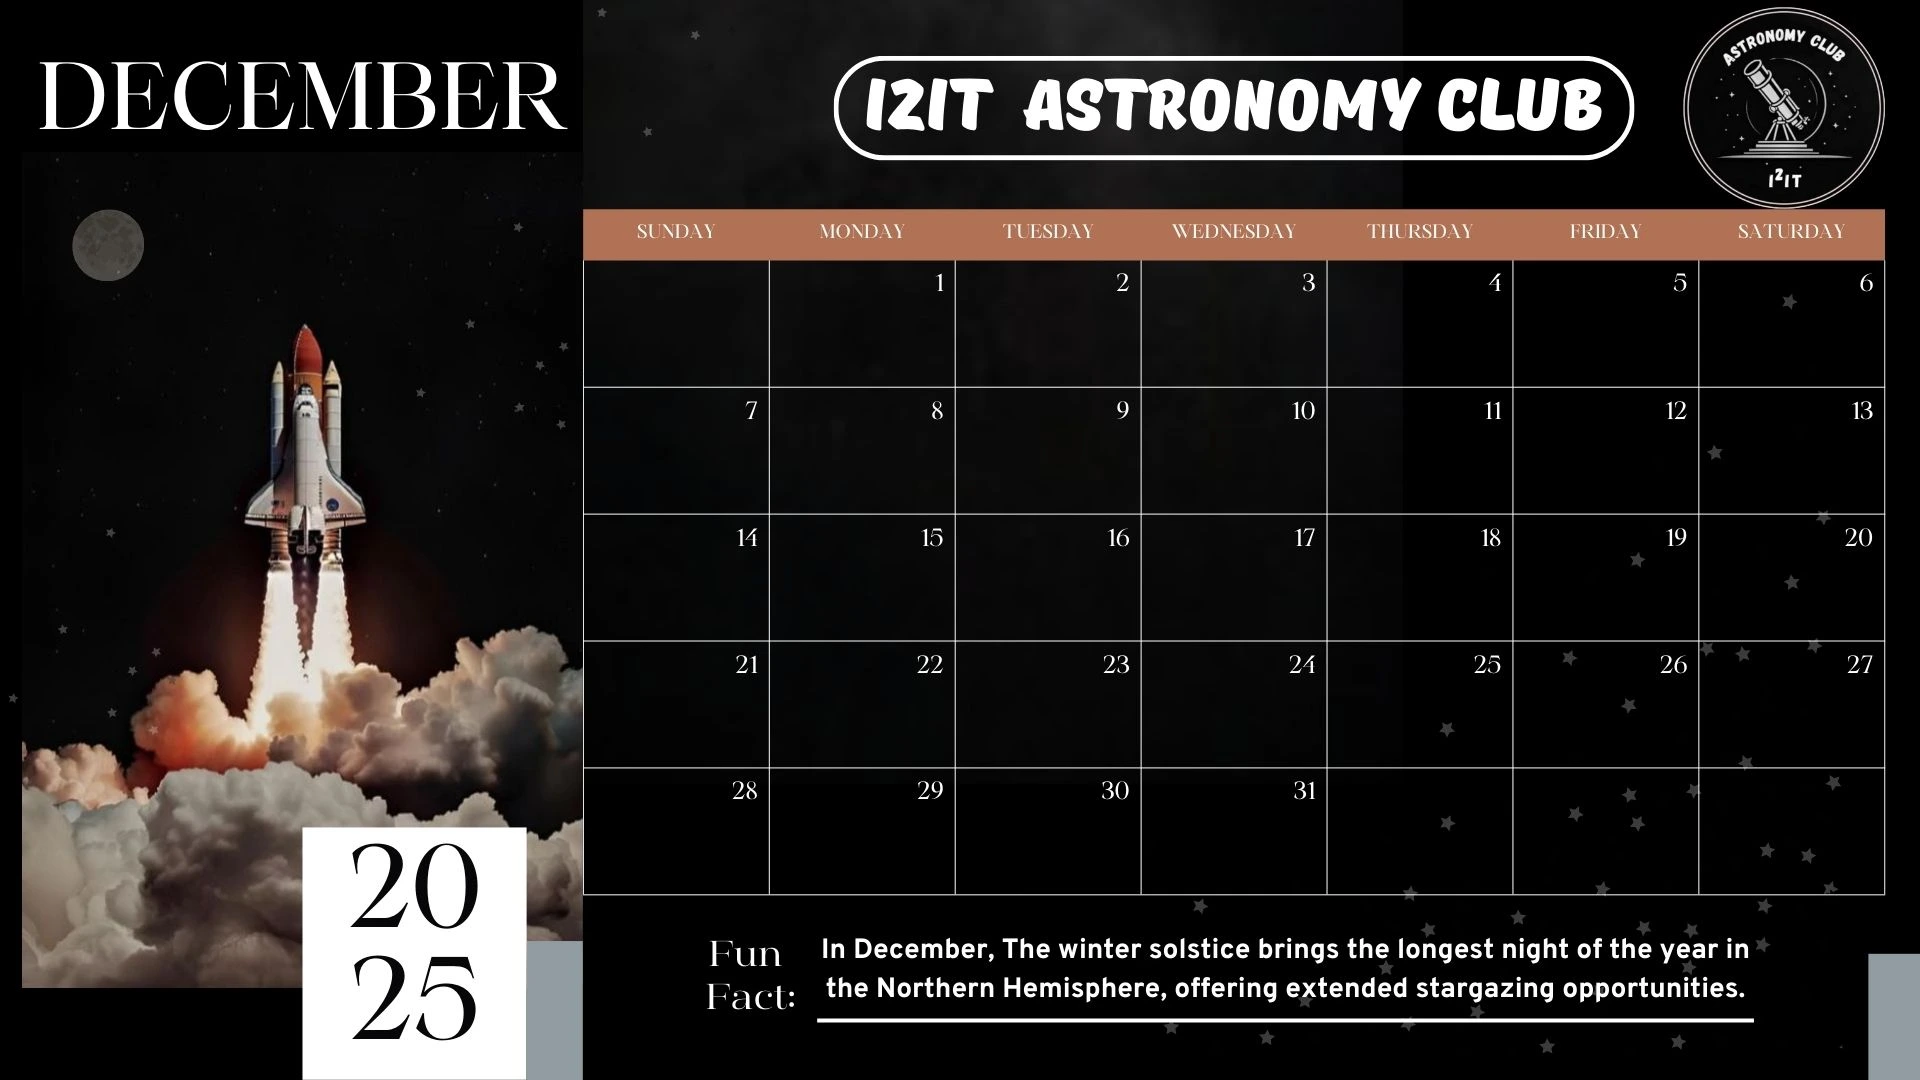 DECEMBER
I2IT ASTRONOMY CLUB
ASTRONOMY CLUB
I²IT
SUNDAY MONDAY TUESDAY WEDNESDAY THURSDAY FRIDAY SATURDAY
1 2 3 4 5 6
7 8 9 10 11 12 13
14 15 16 17 18 19 20
21 22 23 24 25 26 27
28 29 30 31
20
25
Fun
Fact:
In December, The winter solstice brings the longest night of the year in
the Northern Hemisphere, offering extended stargazing opportunities.